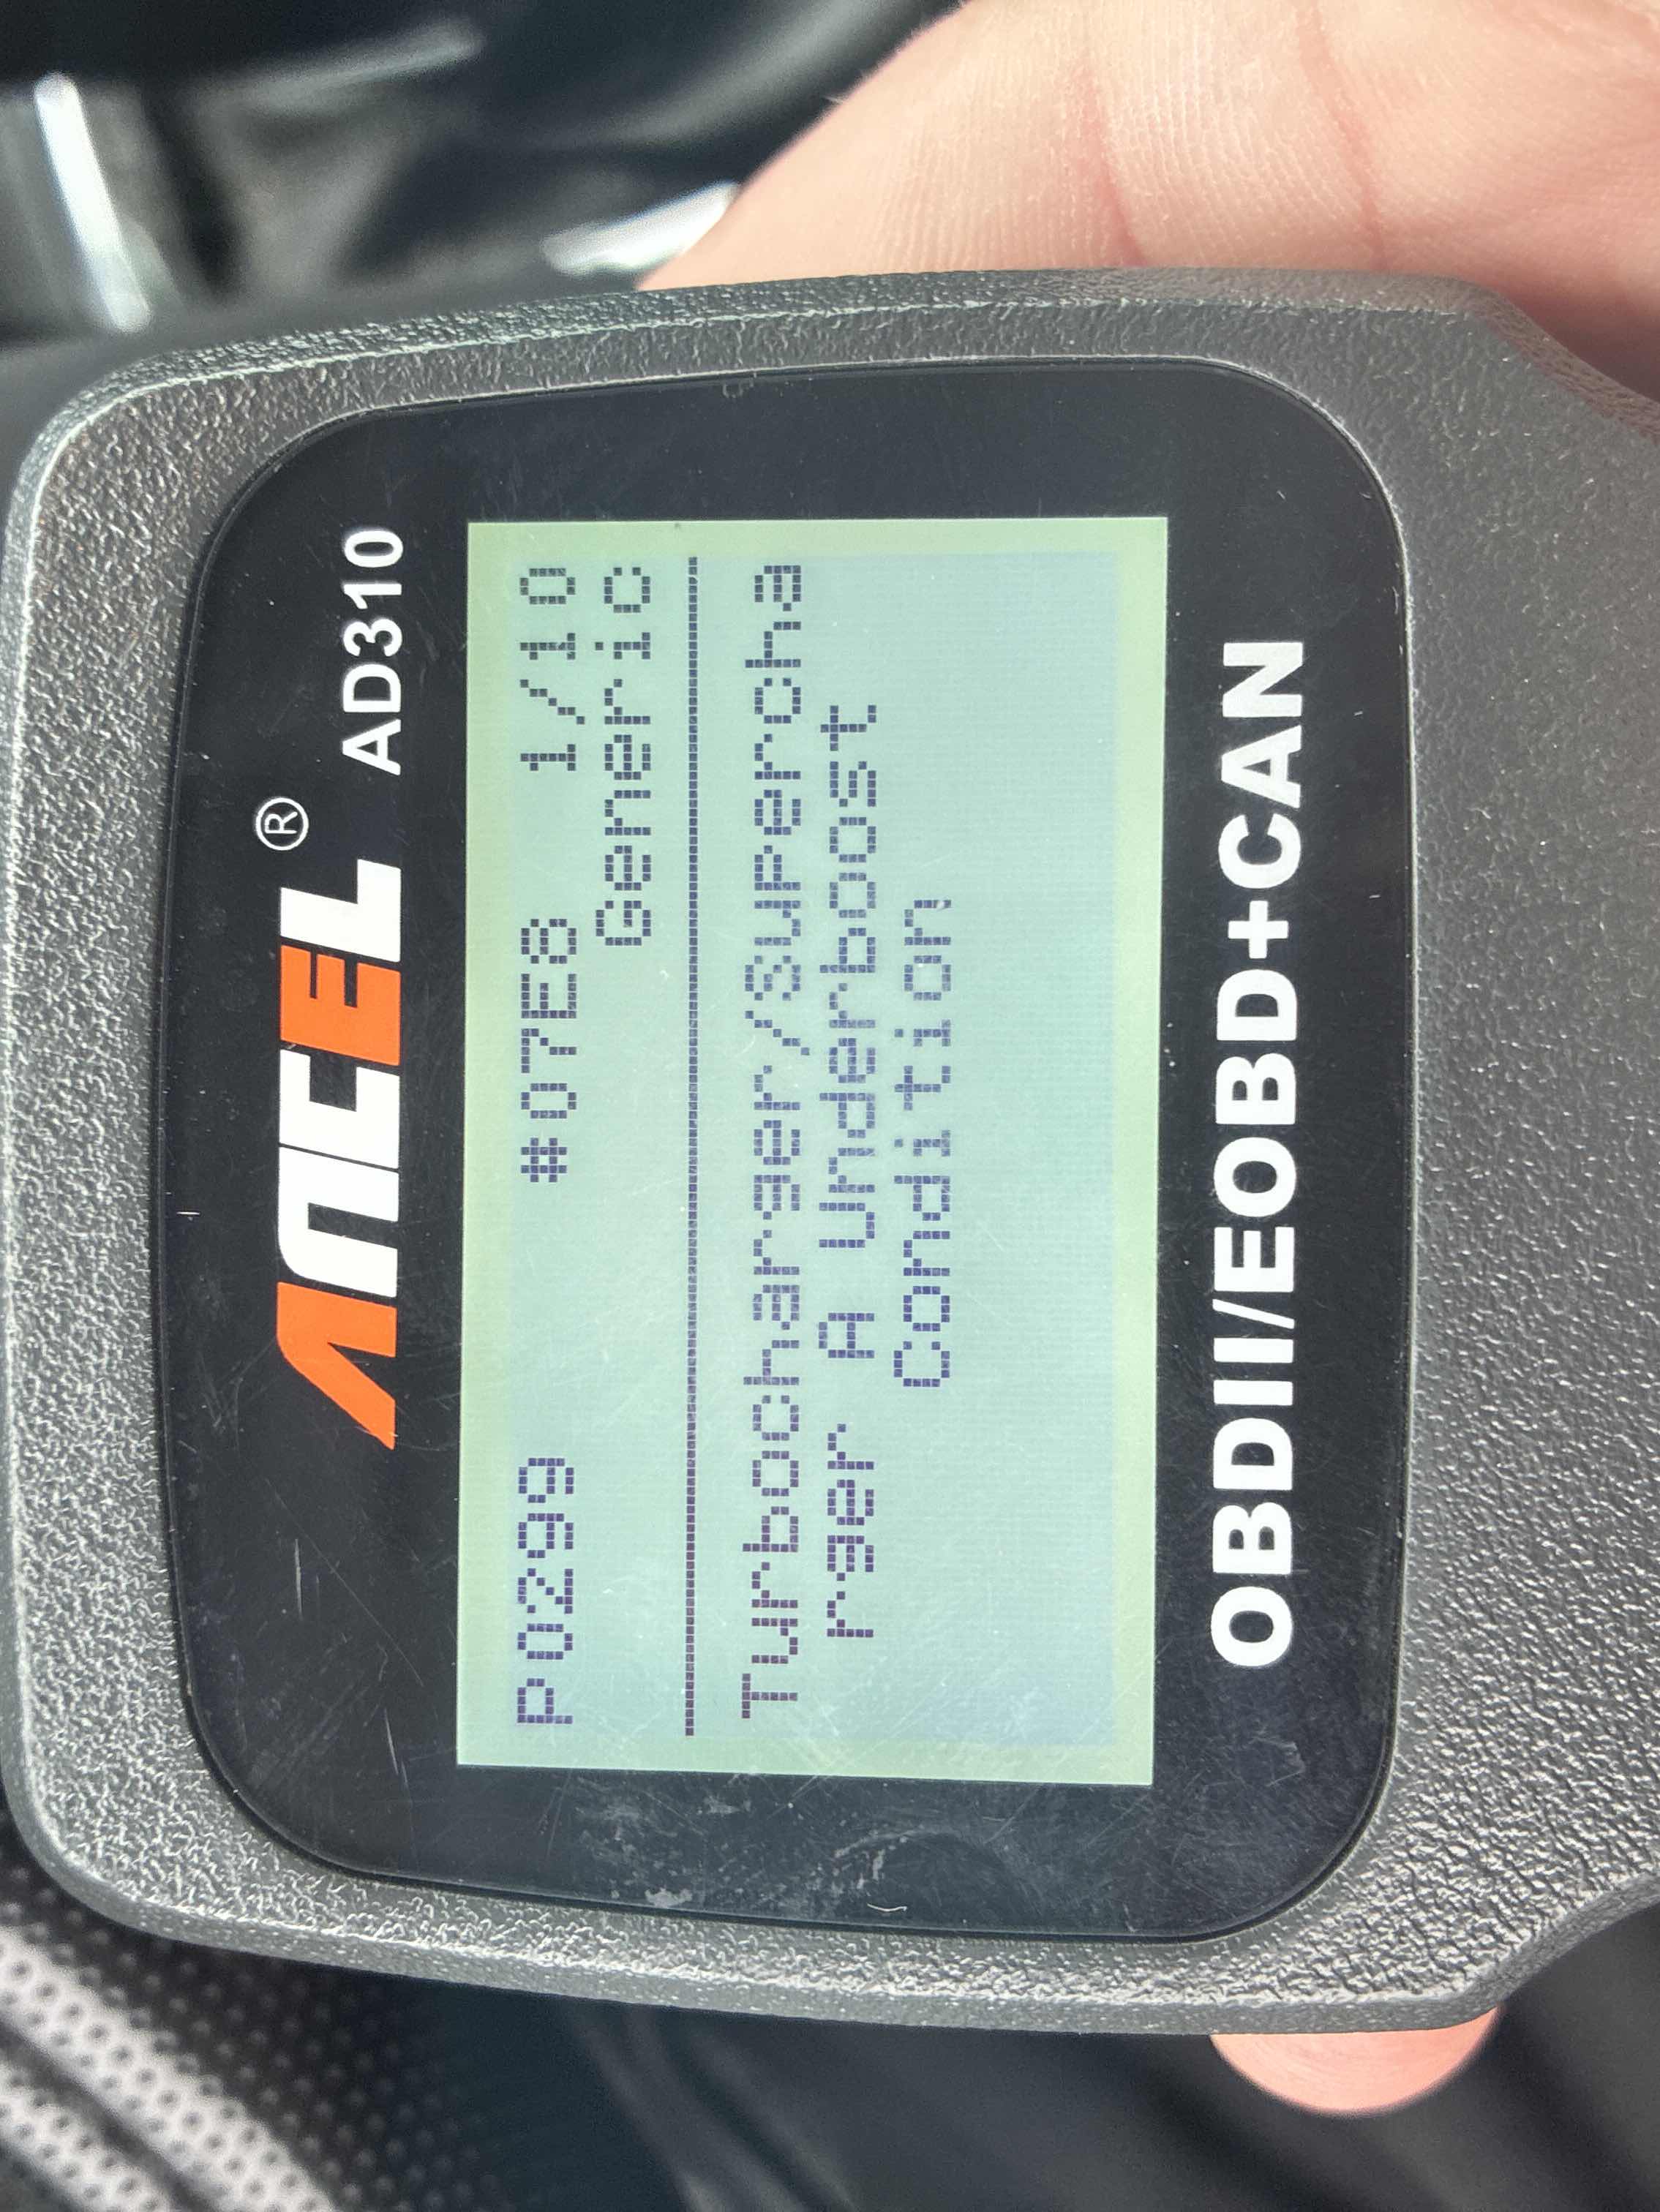 ANCEL®
AD310
P0299 #07E8 1/10
Generic
Turbocharger/Supercha
rger A Underboost
Condition
OBDII/EOBD+CAN